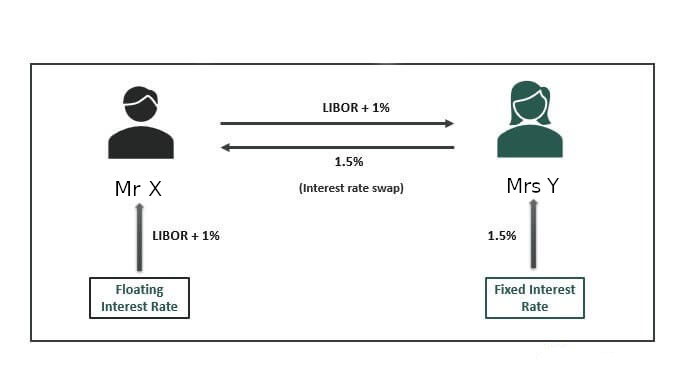 LIBOR + 1%
1.5%
(Interest rate swap)
Mr X
Mrs Y
LIBOR + 1%
1.5%
Floating
Interest Rate
Fixed Interest
Rate